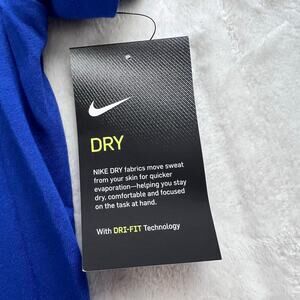 DRY
NIKE DRY fabrics move sweat
from your skin for quicker
evaporation—helping you stay
dry, comfortable and focused
on the task at hand.
With DRI-FIT Technology